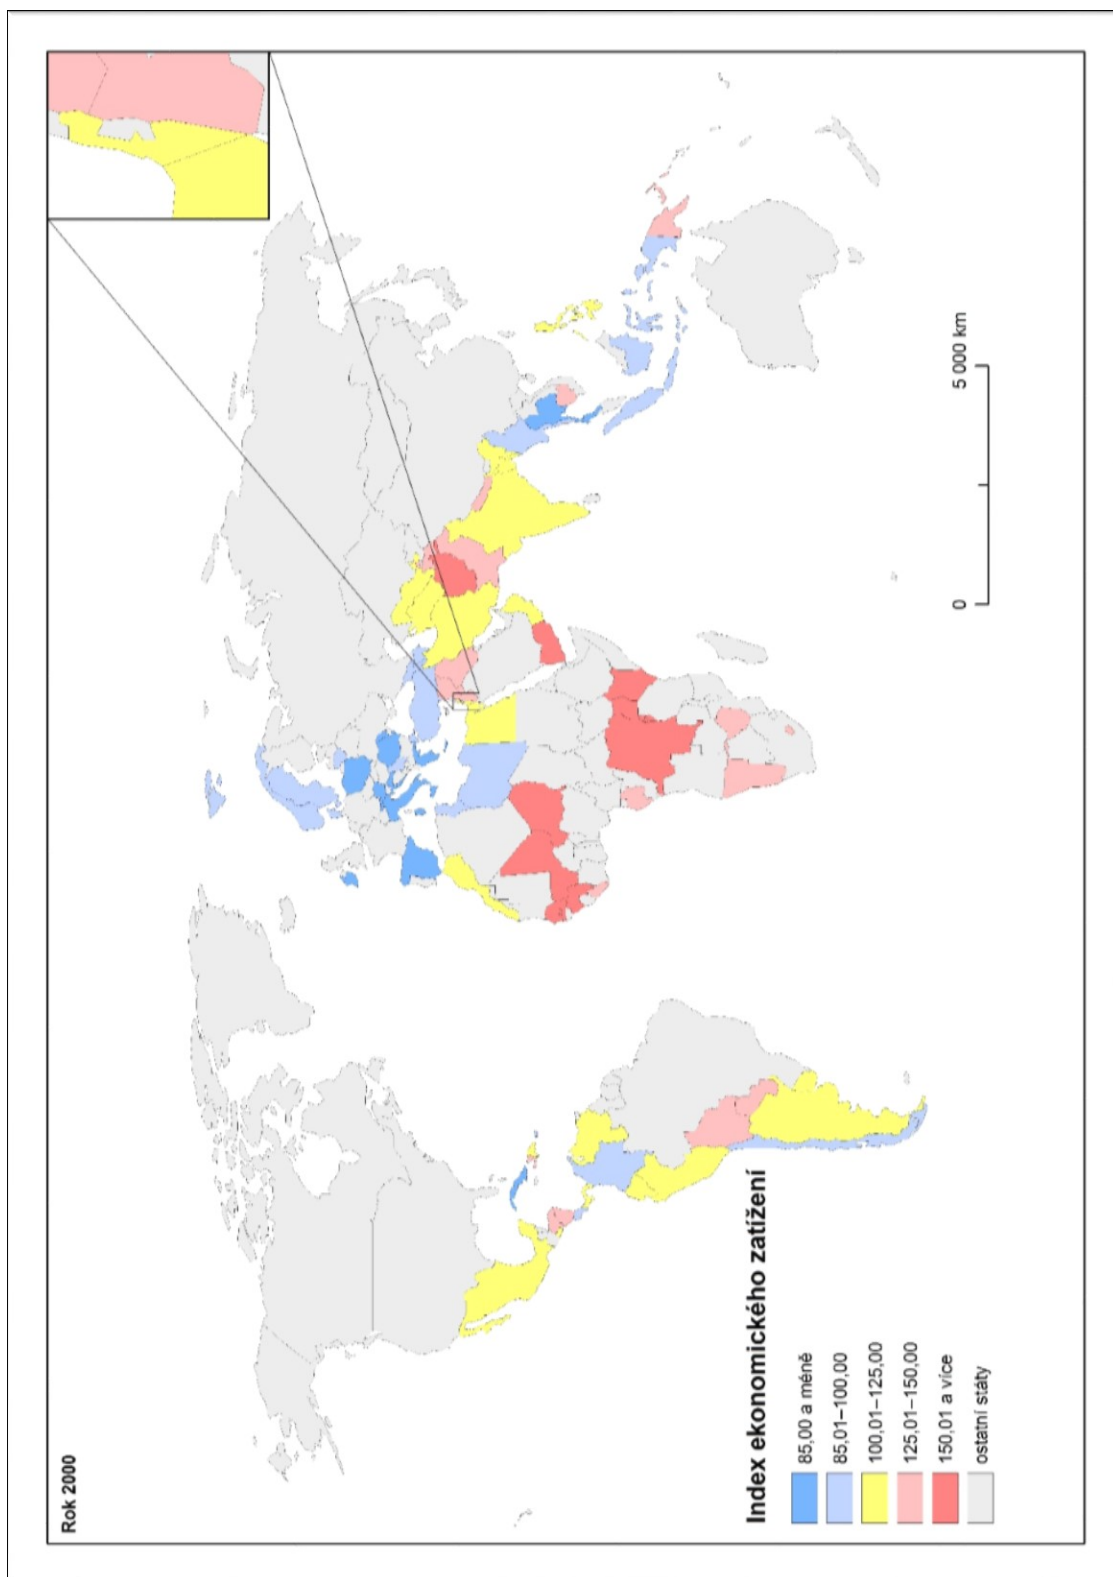 Rok 2000
Index ekonomického zatížení
85,00 a méně
85,01–100,00
100,01–125,00
125,01–150,00
150,01 a více
ostatní státy
0
5 000 km